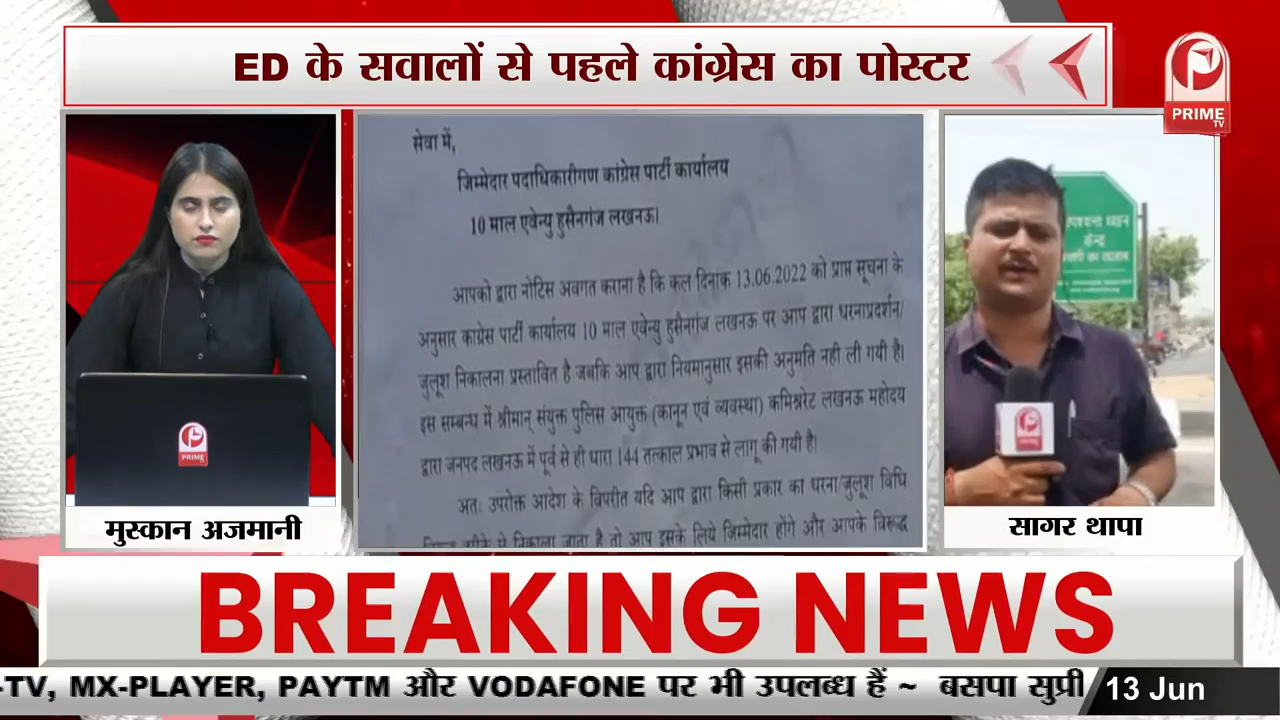 ED के सवालों से पहले कांग्रेस का पोस्टर
PRIME
TV
सेवा में,
जिम्मेदार पदाधिकारीगण कांग्रेस पार्टी कार्यालय
10 माल एवेन्यु हुसैनगंज लखनऊ।
आपको द्वारा नोटिस अवगत कराना है कि कल दिनांक 13.06.2022 को प्राप्त सूचना के
अनुसार कांग्रेस पार्टी कार्यालय 10 माल एवेन्यु हुसैनगंज लखनऊ पर आप द्वारा धरनाप्रदर्शन/
जुलूश निकालना प्रस्तावित है जबकि आप द्वारा नियमानुसार इसकी अनुमति नही ली गयी है।
इस सम्बन्ध में श्रीमान् संयुक्त पुलिस आयुक्त (कानून एवं व्यवस्था) कमिश्नरेट लखनऊ महोदय
द्वारा जनपद लखनऊ में पूर्व से ही धारा 144 तत्काल प्रभाव से लागू की गयी है।
अतः उपरोक्त आदेश के विपरीत यदि आप द्वारा किसी प्रकार का धरना/जुलूश विधि
विरूद्ध तरीके से निकाला जाता है तो आप इसके लिये जिम्मेदार होंगे और आपके विरूद्ध
PRIME
ध्यान
केन्द्र
का तालाब
PRIME
मुस्कान अजमानी
सागर थापा
BREAKING NEWS
-TV, MX-PLAYER, PAYTM और VODAFONE पर भी उपलब्ध हैं ~ बसपा सुप्री
13 Jun